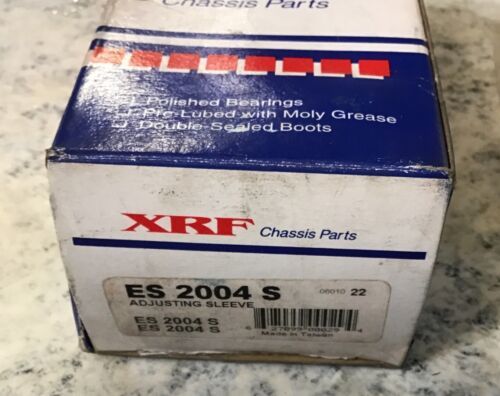 Chassis Parts
Polished Bearings
Pre-Lubed with Moly Grease
Double-Sealed Boots
XRF Chassis Parts
ES 2004 S 06010 22
ADJUSTING SLEEVE
ES 2004 S
ES 2004 S
Made in Taiwan